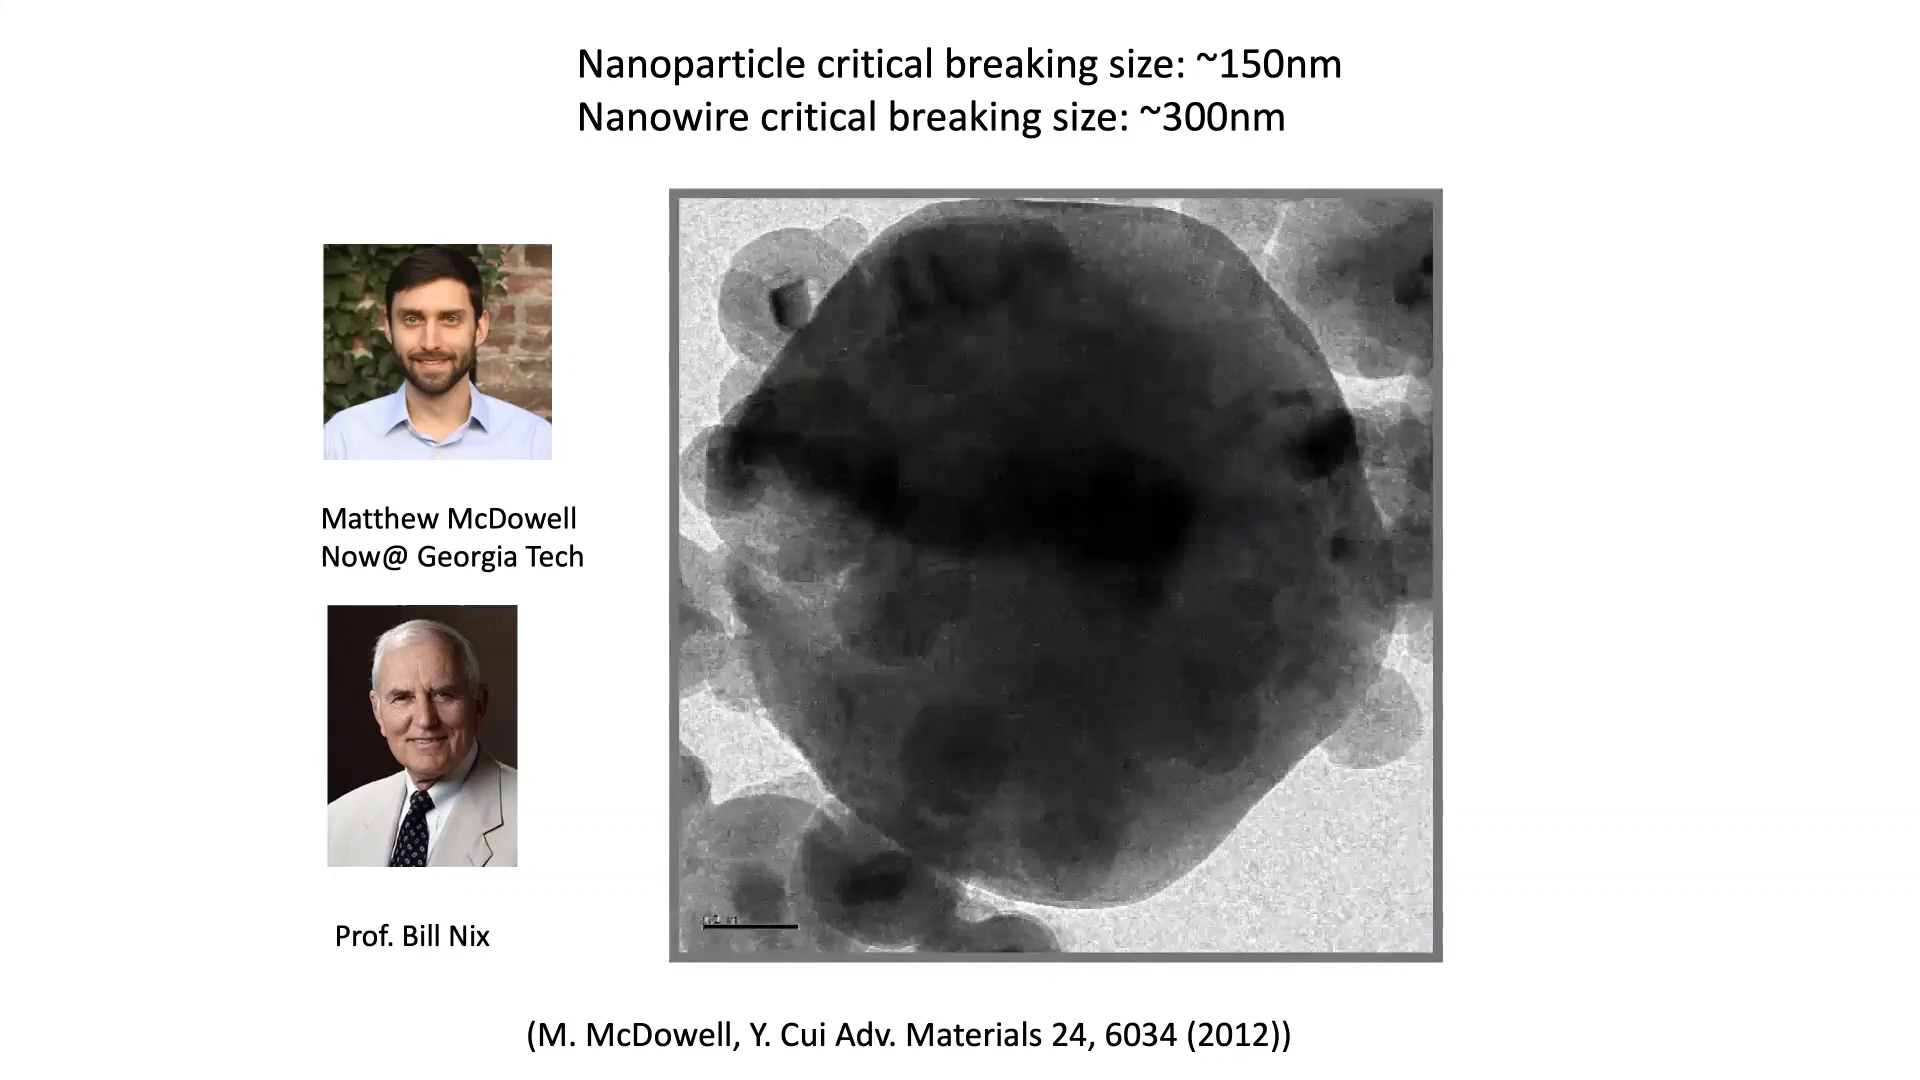 Nanoparticle critical breaking size: ~150nm
Nanowire critical breaking size: ~300nm
Matthew McDowell
Now@ Georgia Tech
Prof. Bill Nix
(M. McDowell, Y. Cui Adv. Materials 24, 6034 (2012))